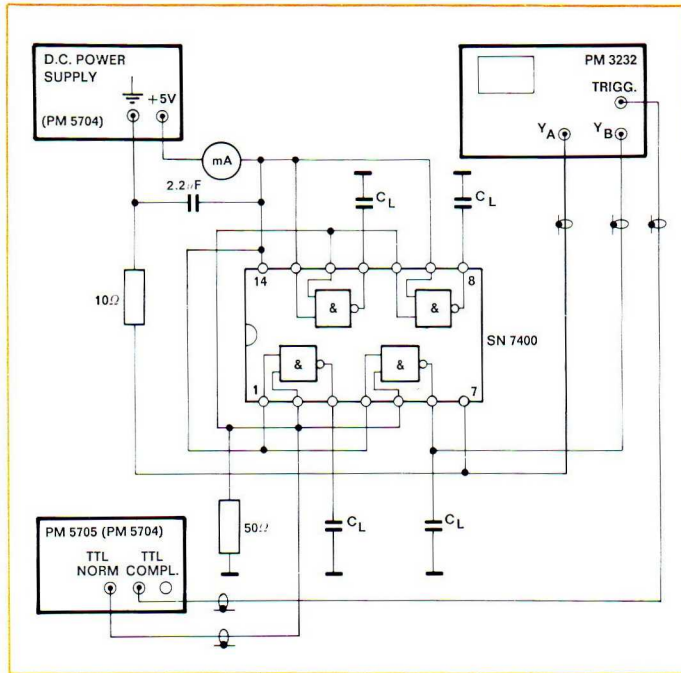 D.C. POWER
SUPPLY
+5V
(PM 5704)
mA
2.2μF
PM 3232
TRIGG.
YA
YB
CL
CL
10Ω
14
8
&
&
SN 7400
&
&
1
7
50Ω
CL
CL
PM 5705 (PM 5704)
TTL TTL
NORM COMPL.